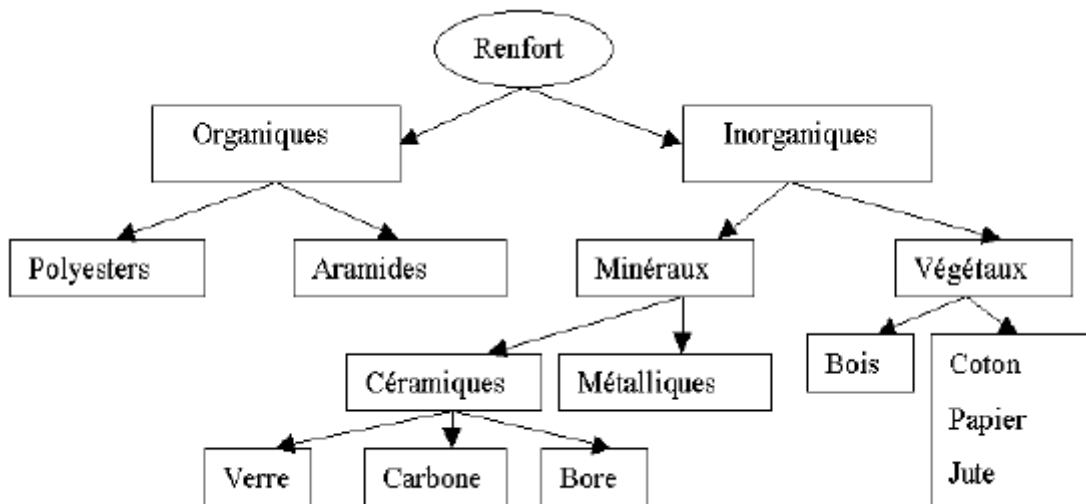 Renfort
Organiques
Inorganiques
Polyesters
Aramides
Minéraux
Végétaux
Céramiques
Métalliques
Bois
Coton
Papier
Jute
Verre
Carbone
Bore